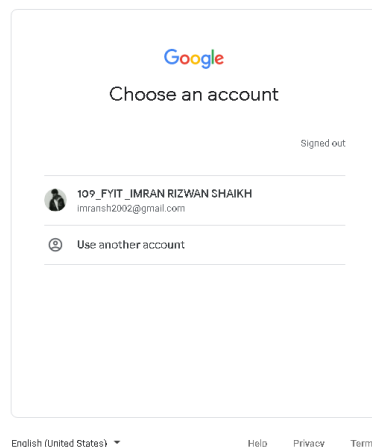 Google
Choose an account
Signed out
109_FYIT_IMRAN RIZWAN SHAIKH
imransh2002@gmail.com
Use another account
English (United States) Help Privacy Term